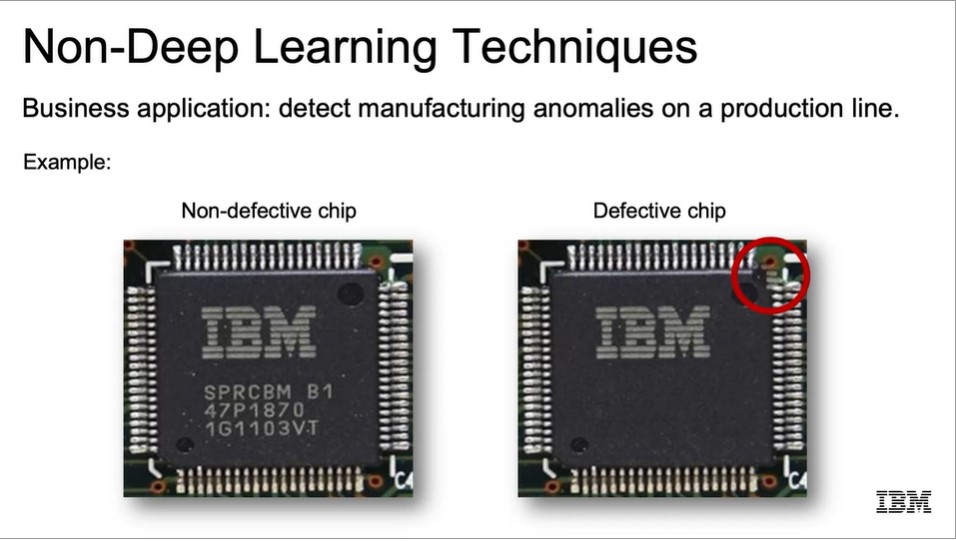 Non-Deep Learning Techniques
Business application: detect manufacturing anomalies on a production line.
Example:
Non-defective chip
Defective chip
IBM
SPRCBM B1
47P1870
1G1103VT
C4
IBM
C4
IBM